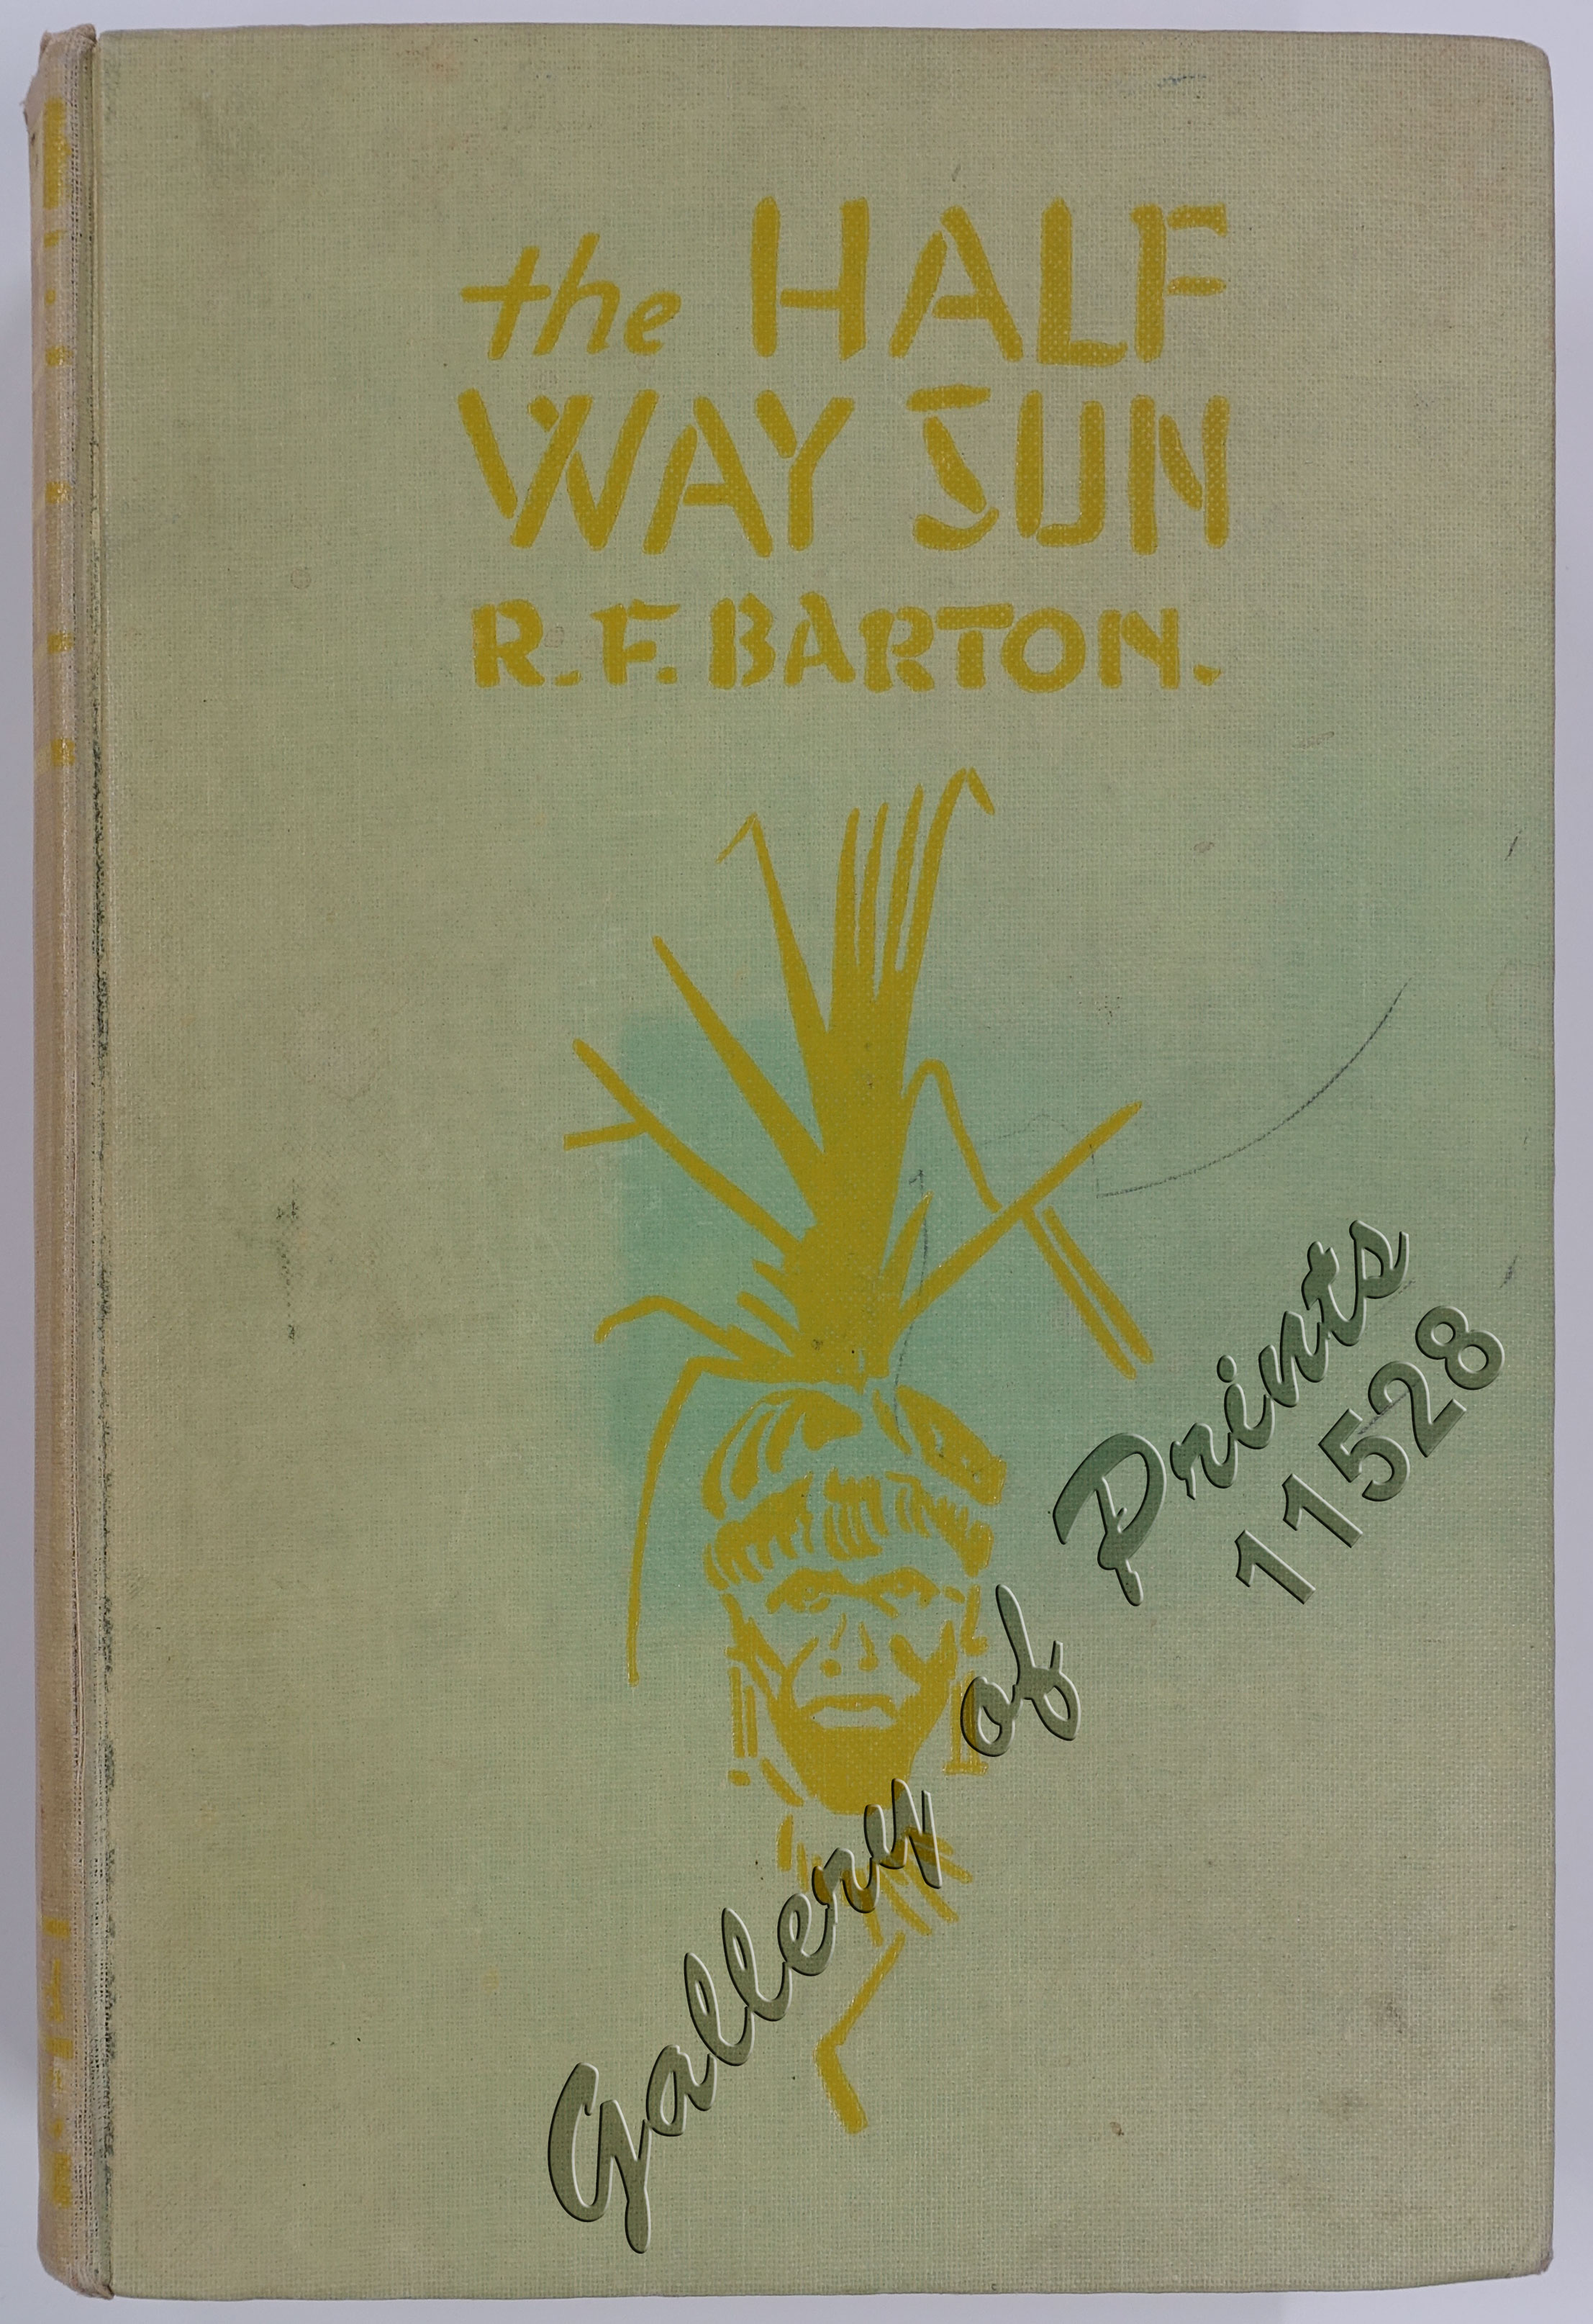 the HALF
WAY SUN
R. F. BARTON.
Gallery of Prints
11528